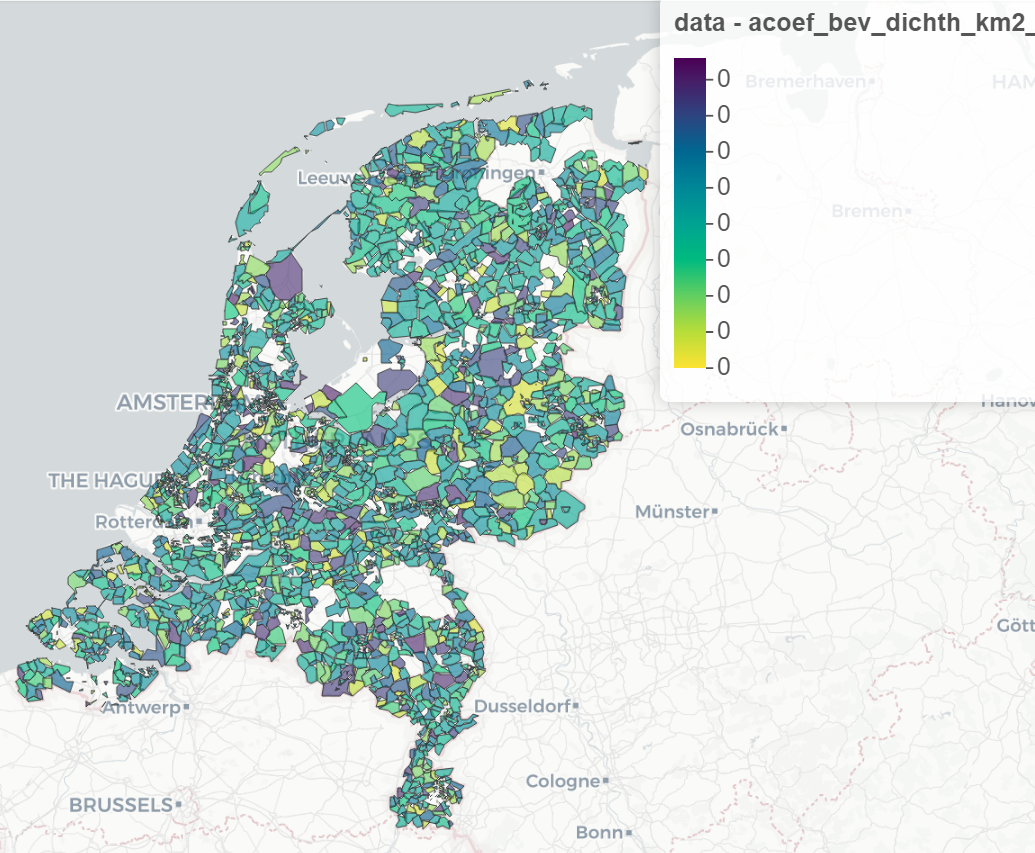 data - acoef_bev_dichth_km2_
0
0
0
0
0
0
0
0
0
Bremerhaven
HAM
Bremen
Hanov
Osnabrück
AMSTER
THE HAGU
Rotterd
Münster
Gött
Antwerp
Dusseldorf
Cologne
BRUSSELS
Bonn
Leeuw
ningen